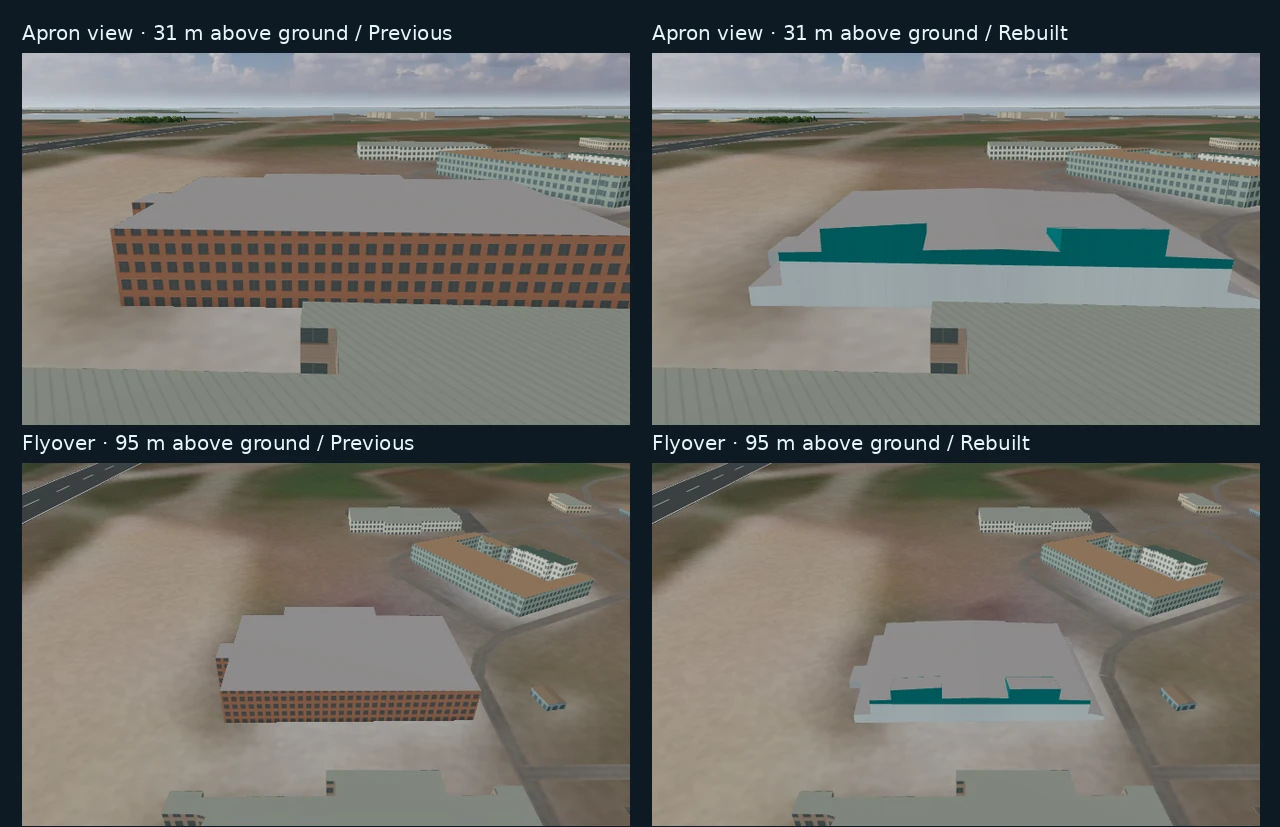 Apron view · 31 m above ground / Previous
Apron view · 31 m above ground / Rebuilt
Flyover · 95 m above ground / Previous
Flyover · 95 m above ground / Rebuilt